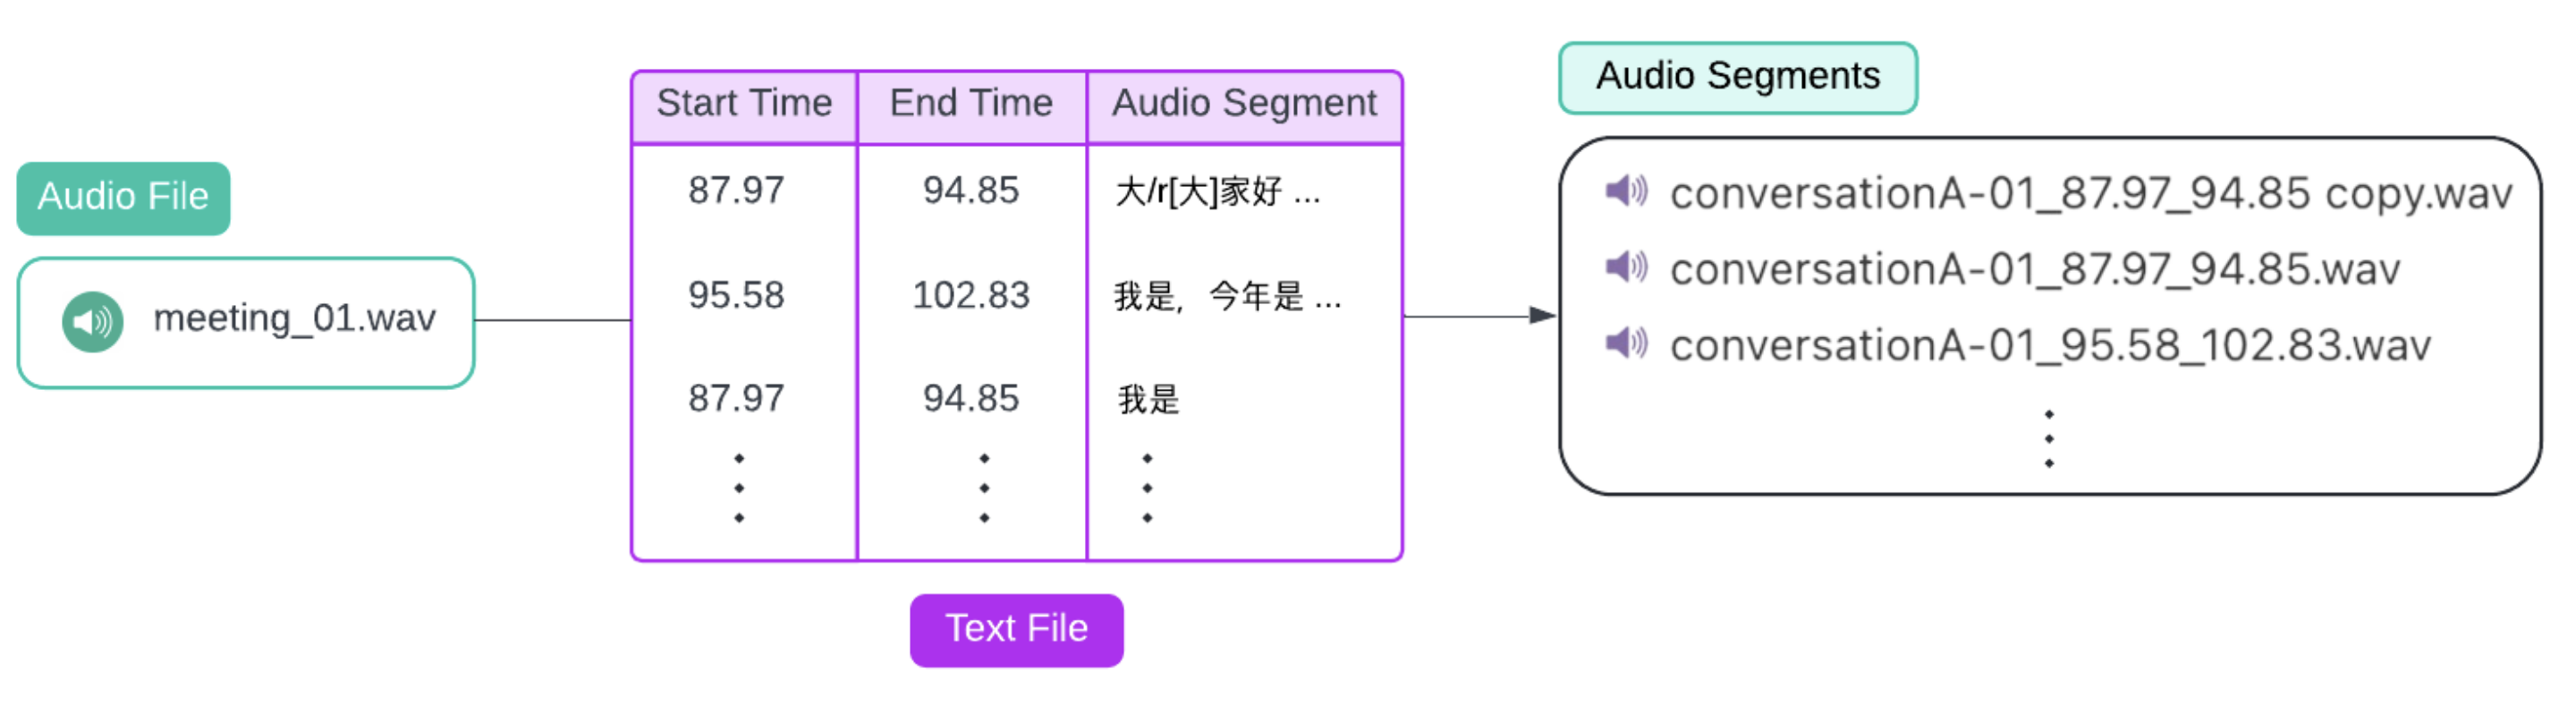 Audio File
meeting_01.wav
Start Time End Time Audio Segment
87.97 94.85 大/r[大]家好 ...
95.58 102.83 我是, 今年是 ...
87.97 94.85 我是
Text File
Audio Segments
conversationA-01_87.97_94.85 copy.wav
conversationA-01_87.97_94.85.wav
conversationA-01_95.58_102.83.wav